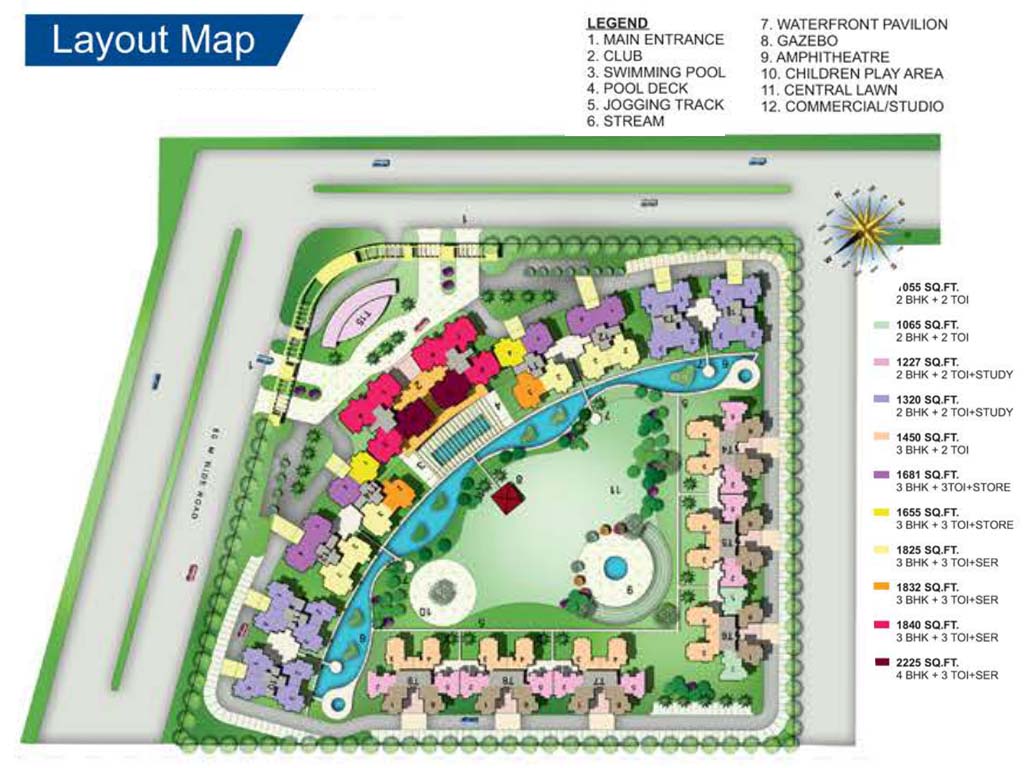 Layout Map
LEGEND
1. MAIN ENTRANCE
2. CLUB
3. SWIMMING POOL
4. POOL DECK
5. JOGGING TRACK
6. STREAM
7. WATERFRONT PAVILION
8. GAZEBO
9. AMPHITHEATRE
10. CHILDREN PLAY AREA
11. CENTRAL LAWN
12. COMMERCIAL/STUDIO
1055 SQ.FT.
2 BHK + 2 TOI
1065 SQ.FT.
2 BHK + 2 TOI
1227 SQ.FT.
2 BHK + 2 TOI+STUDY
1320 SQ.FT.
2 BHK + 2 TOI+STUDY
1450 SQ.FT.
3 BHK + 2 TOI
1681 SQ.FT.
3 BHK + 3TOI+STORE
1655 SQ.FT.
3 BHK + 3 TOI+STORE
1825 SQ.FT.
3 BHK + 3 TOI+SER
1832 SQ.FT.
3 BHK + 3 TOI+SER
1840 SQ.FT.
3 BHK + 3 TOI+SER
2225 SQ.FT.
4 BHK + 3 TOI+SER
1
T15
1
60 M WIDE ROAD
2
4
3
8
7
6
7
5
11
T4
T5
T6
9
10
7
6
5
T9
T8
T7